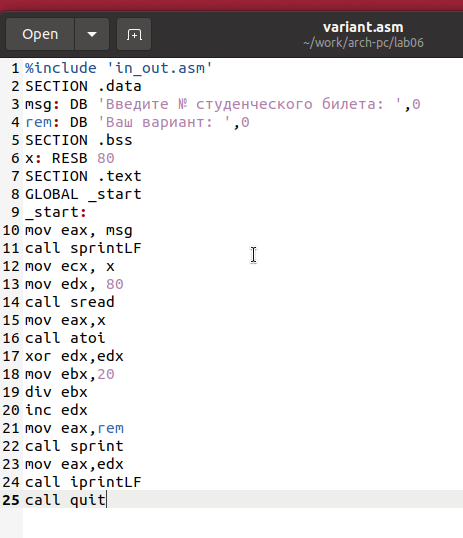 Open
variant.asm
~/work/arch-pc/lab06
1 %include 'in_out.asm'
2 SECTION .data
3 msg: DB 'Введите № студенческого билета: ',0
4 rem: DB 'Ваш вариант: ',0
5 SECTION .bss
6 x: RESB 80
7 SECTION .text
8 GLOBAL _start
9 _start:
10 mov eax, msg
11 call sprintLF
12 mov ecx, x
13 mov edx, 80
14 call sread
15 mov eax,x
16 call atoi
17 xor edx,edx
18 mov ebx,20
19 div ebx
20 inc edx
21 mov eax,rem
22 call sprint
23 mov eax,edx
24 call iprintLF
25 call quit